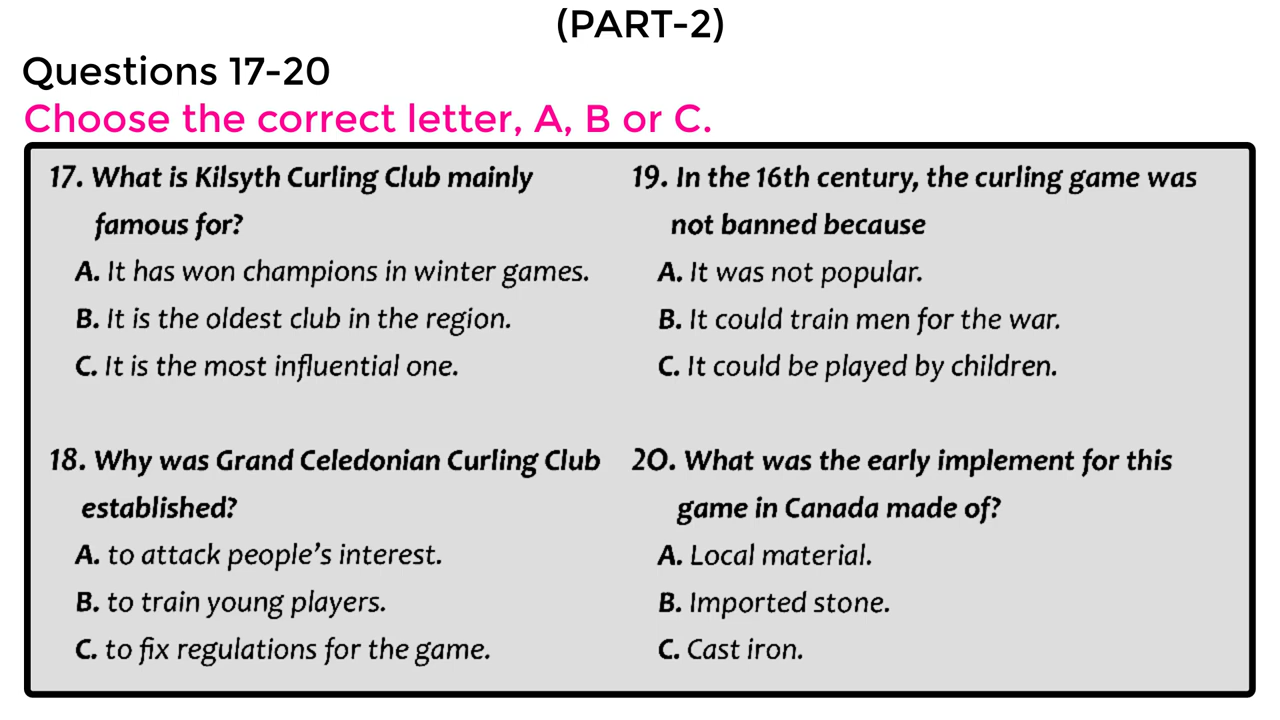 (PART-2)
Questions 17-20
Choose the correct letter, A, B or C.
17. What is Kilsyth Curling Club mainly
famous for?
A. It has won champions in winter games.
B. It is the oldest club in the region.
C. It is the most influential one.
18. Why was Grand Celedonian Curling Club
established?
A. to attack people's interest.
B. to train young players.
C. to fix regulations for the game.
19. In the 16th century, the curling game was
not banned because
A. It was not popular.
B. It could train men for the war.
C. It could be played by children.
20. What was the early implement for this
game in Canada made of?
A. Local material.
B. Imported stone.
C. Cast iron.